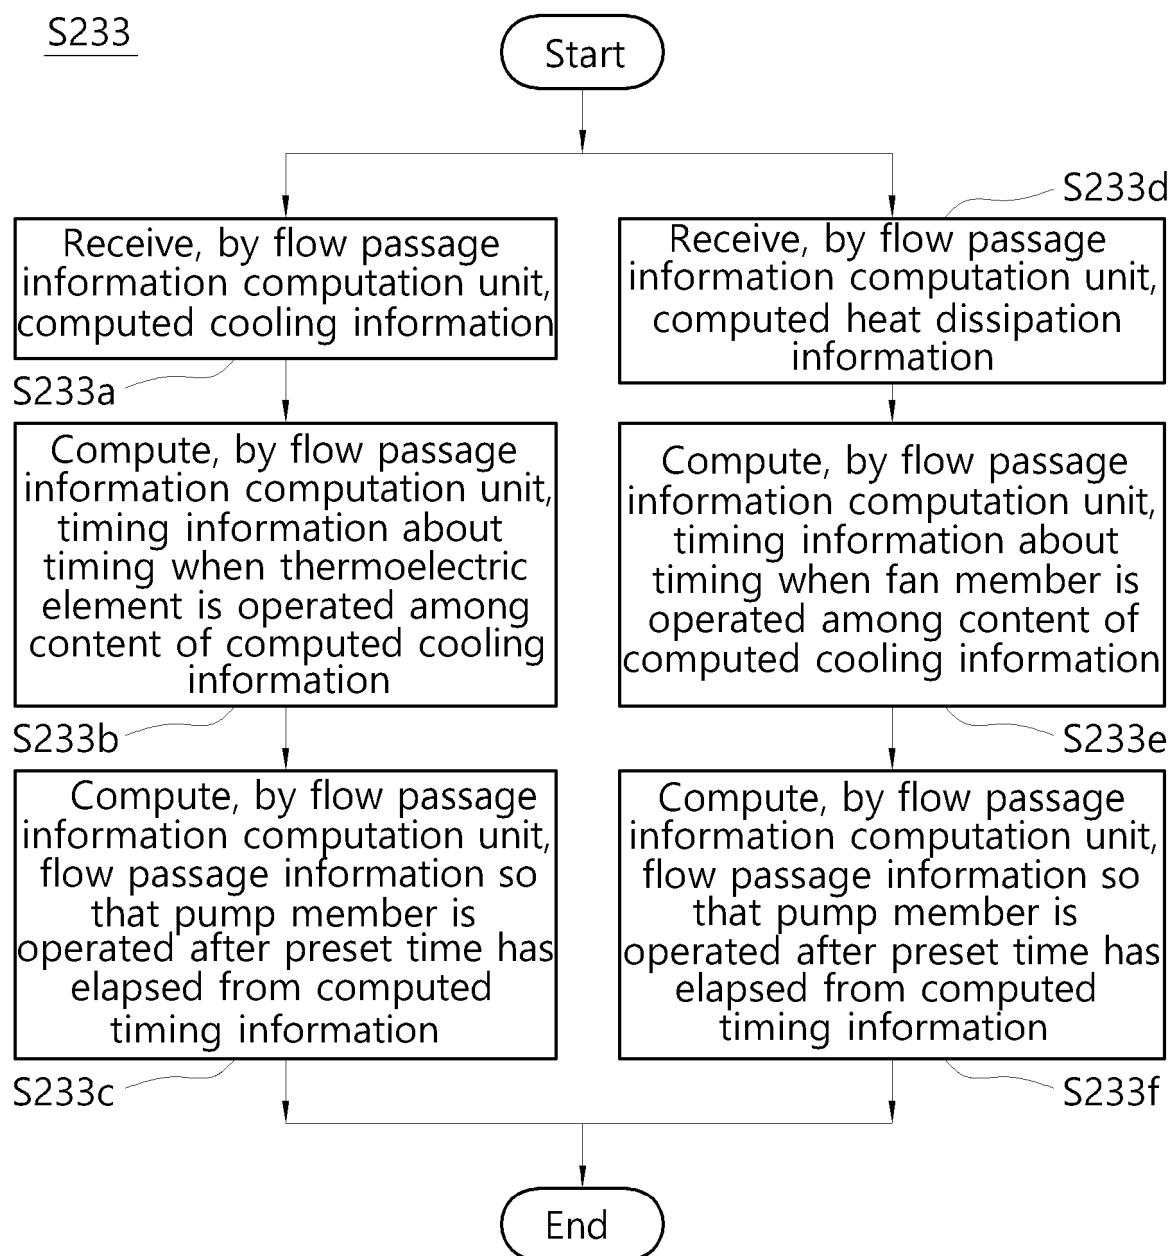 S233
Start
Receive, by flow passage
information computation unit,
computed cooling information
S233a
Compute, by flow passage
information computation unit,
timing information about
timing when thermoelectric
element is operated among
content of computed cooling
information
S233b
Compute, by flow passage
information computation unit,
flow passage information so
that pump member is
operated after preset time has
elapsed from computed
timing information
S233c
S233d
Receive, by flow passage
information computation unit,
computed heat dissipation
information
Compute, by flow passage
information computation unit,
timing information about
timing when fan member is
operated among content of
computed cooling information
S233e
Compute, by flow passage
information computation unit,
flow passage information so
that pump member is
operated after preset time has
elapsed from computed
timing information
S233f
End